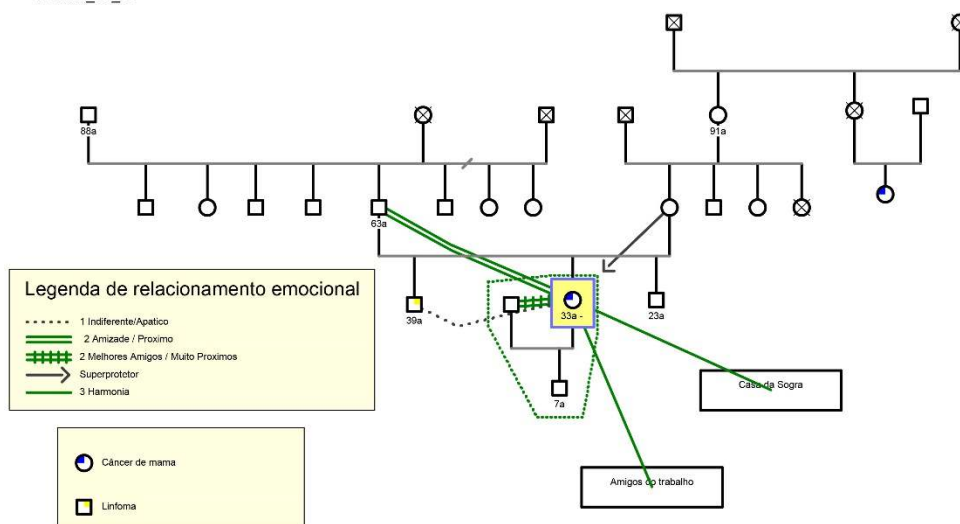 88a
91a
63a
39a
33a -
23a
7a
Legenda de relacionamento emocional
1 Indiferente/Apatico
2 Amizade / Proximo
2 Melhores Amigos / Muito Proximos
Superprotetor
3 Harmonia
Casa da Sogra
Amigos do trabalho
Câncer de mama
Linfoma